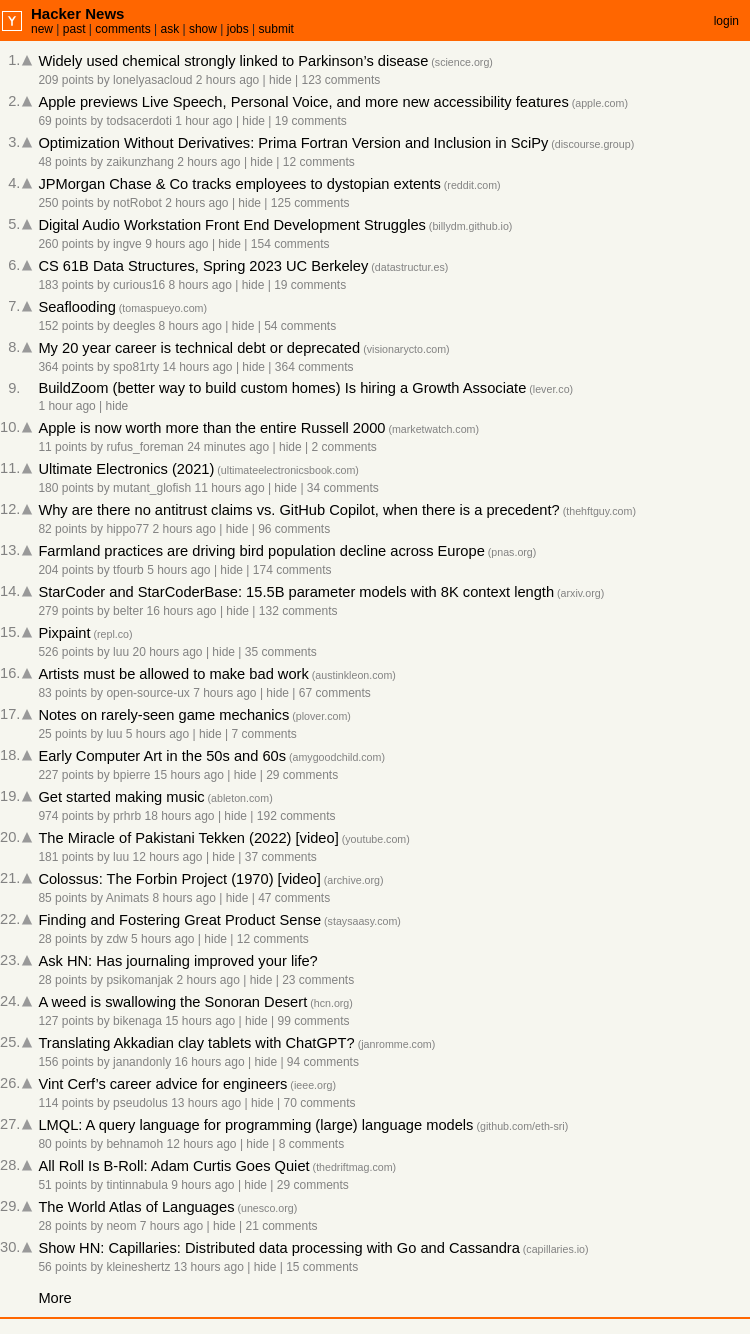 Y
Hacker News
new | past | comments | ask | show | jobs | submit
login
1. Widely used chemical strongly linked to Parkinson’s disease (science.org)
209 points by lonelyasacloud 2 hours ago | hide | 123 comments
2. Apple previews Live Speech, Personal Voice, and more new accessibility features (apple.com)
69 points by todsacerdoti 1 hour ago | hide | 19 comments
3. Optimization Without Derivatives: Prima Fortran Version and Inclusion in SciPy (discourse.group)
48 points by zaikunzhang 2 hours ago | hide | 12 comments
4. JPMorgan Chase & Co tracks employees to dystopian extents (reddit.com)
250 points by notRobot 2 hours ago | hide | 125 comments
5. Digital Audio Workstation Front End Development Struggles (billydm.github.io)
260 points by ingve 9 hours ago | hide | 154 comments
6. CS 61B Data Structures, Spring 2023 UC Berkeley (datastructur.es)
183 points by curious16 8 hours ago | hide | 19 comments
7. Seaflooding (tomaspueyo.com)
152 points by deegles 8 hours ago | hide | 54 comments
8. My 20 year career is technical debt or deprecated (visionarycto.com)
364 points by spo81rty 14 hours ago | hide | 364 comments
9. BuildZoom (better way to build custom homes) Is hiring a Growth Associate (lever.co)
1 hour ago | hide
10. Apple is now worth more than the entire Russell 2000 (marketwatch.com)
11 points by rufus_foreman 24 minutes ago | hide | 2 comments
11. Ultimate Electronics (2021) (ultimateelectronicsbook.com)
180 points by mutant_glofish 11 hours ago | hide | 34 comments
12. Why are there no antitrust claims vs. GitHub Copilot, when there is a precedent? (thehftguy.com)
82 points by hippo77 2 hours ago | hide | 96 comments
13. Farmland practices are driving bird population decline across Europe (pnas.org)
204 points by tfourb 5 hours ago | hide | 174 comments
14. StarCoder and StarCoderBase: 15.5B parameter models with 8K context length (arxiv.org)
279 points by belter 16 hours ago | hide | 132 comments
15. Pixpaint (repl.co)
526 points by luu 20 hours ago | hide | 35 comments
16. Artists must be allowed to make bad work (austinkleon.com)
83 points by open-source-ux 7 hours ago | hide | 67 comments
17. Notes on rarely-seen game mechanics (plover.com)
25 points by luu 5 hours ago | hide | 7 comments
18. Early Computer Art in the 50s and 60s (amygoodchild.com)
227 points by bpierre 15 hours ago | hide | 29 comments
19. Get started making music (ableton.com)
974 points by prhrb 18 hours ago | hide | 192 comments
20. The Miracle of Pakistani Tekken (2022) [video] (youtube.com)
181 points by luu 12 hours ago | hide | 37 comments
21. Colossus: The Forbin Project (1970) [video] (archive.org)
85 points by Animats 8 hours ago | hide | 47 comments
22. Finding and Fostering Great Product Sense (staysaasy.com)
28 points by zdw 5 hours ago | hide | 12 comments
23. Ask HN: Has journaling improved your life?
28 points by psikomanjak 2 hours ago | hide | 23 comments
24. A weed is swallowing the Sonoran Desert (hcn.org)
127 points by bikenaga 15 hours ago | hide | 99 comments
25. Translating Akkadian clay tablets with ChatGPT? (janromme.com)
156 points by janandonly 16 hours ago | hide | 94 comments
26. Vint Cerf’s career advice for engineers (ieee.org)
114 points by pseudolus 13 hours ago | hide | 70 comments
27. LMQL: A query language for programming (large) language models (github.com/eth-sri)
80 points by behnamoh 12 hours ago | hide | 8 comments
28. All Roll Is B-Roll: Adam Curtis Goes Quiet (thedriftmag.com)
51 points by tintinnabula 9 hours ago | hide | 29 comments
29. The World Atlas of Languages (unesco.org)
28 points by neom 7 hours ago | hide | 21 comments
30. Show HN: Capillaries: Distributed data processing with Go and Cassandra (capillaries.io)
56 points by kleineshertz 13 hours ago | hide | 15 comments
More